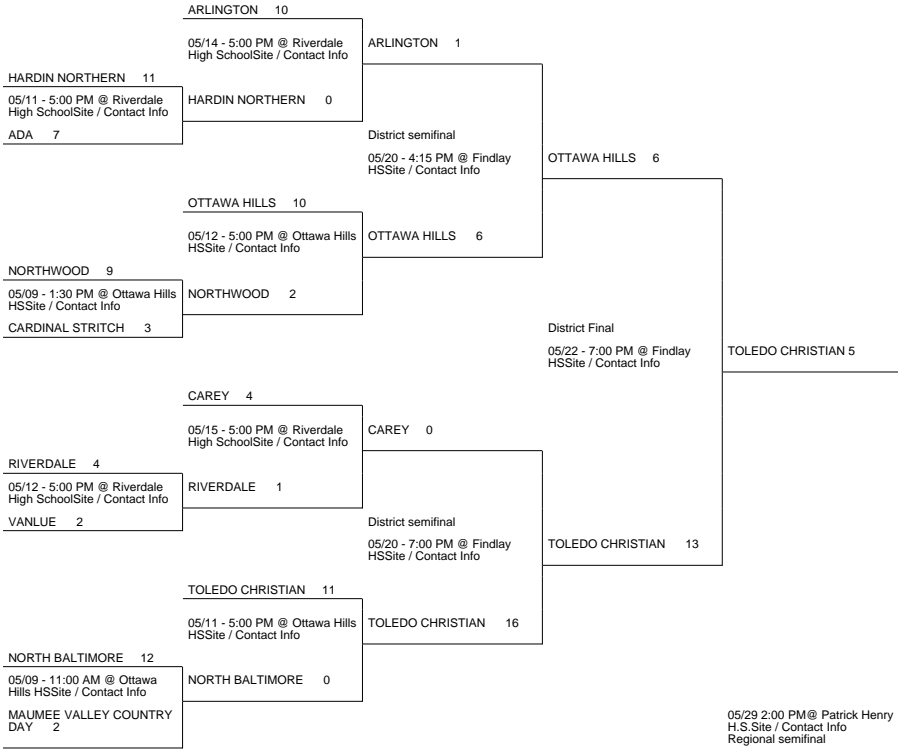 ARLINGTON 10
05/14 - 5:00 PM @ Riverdale
High SchoolSite / Contact Info
ARLINGTON 1
HARDIN NORTHERN 11
05/11 - 5:00 PM @ Riverdale
High SchoolSite / Contact Info
HARDIN NORTHERN 0
ADA 7
District semifinal
05/20 - 4:15 PM @ Findlay
HSSite / Contact Info
OTTAWA HILLS 6
OTTAWA HILLS 10
05/12 - 5:00 PM @ Ottawa Hills
HSSite / Contact Info
OTTAWA HILLS 6
NORTHWOOD 9
05/09 - 1:30 PM @ Ottawa Hills
HSSite / Contact Info
NORTHWOOD 2
CARDINAL STRITCH 3
District Final
05/22 - 7:00 PM @ Findlay
HSSite / Contact Info
TOLEDO CHRISTIAN 5
CAREY 4
05/15 - 5:00 PM @ Riverdale
High SchoolSite / Contact Info
CAREY 0
RIVERDALE 4
05/12 - 5:00 PM @ Riverdale
High SchoolSite / Contact Info
RIVERDALE 1
VANLUE 2
District semifinal
05/20 - 7:00 PM @ Findlay
HSSite / Contact Info
TOLEDO CHRISTIAN 13
TOLEDO CHRISTIAN 11
05/11 - 5:00 PM @ Ottawa Hills
HSSite / Contact Info
TOLEDO CHRISTIAN 16
NORTH BALTIMORE 12
05/09 - 11:00 AM @ Ottawa
Hills HSSite / Contact Info
NORTH BALTIMORE 0
MAUMEE VALLEY COUNTRY
DAY 2
05/29 2:00 PM@ Patrick Henry
H.S.Site / Contact Info
Regional semifinal